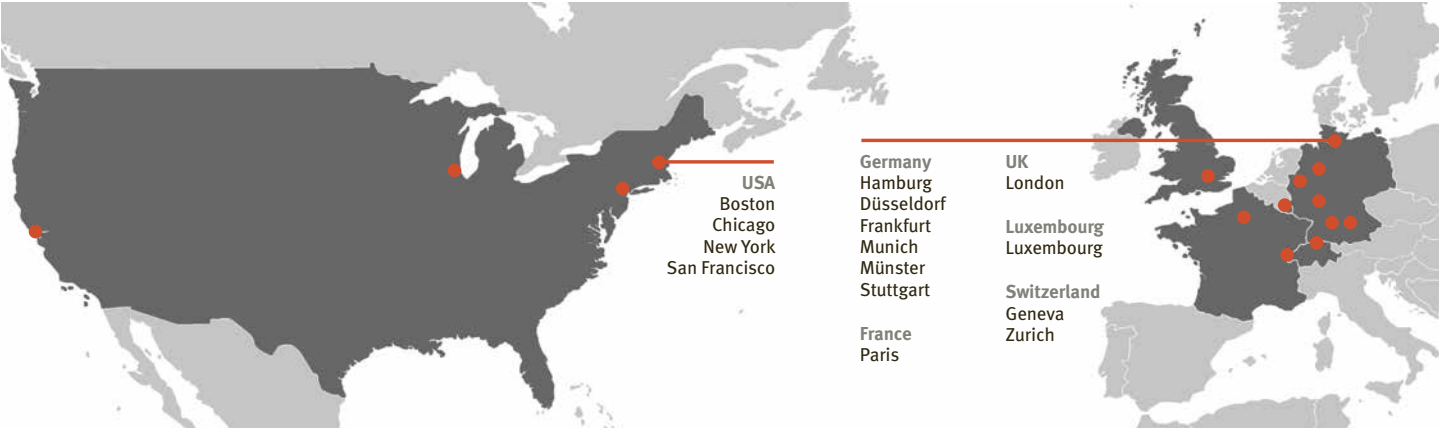 USA
Boston
Chicago
New York
San Francisco
Germany
Hamburg
Düsseldorf
Frankfurt
Munich
Münster
Stuttgart
France
Paris
UK
London
Luxembourg
Luxembourg
Switzerland
Geneva
Zurich